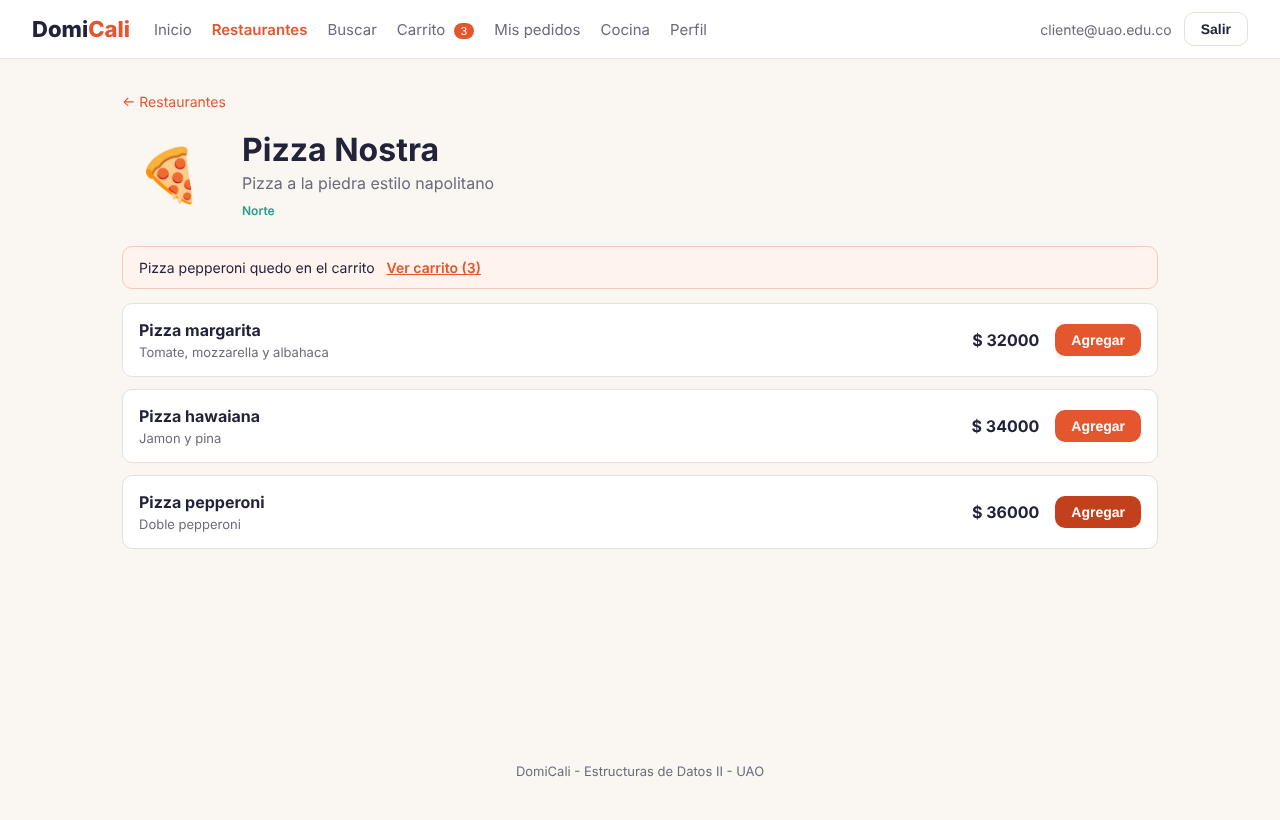 DomiCali Inicio Restaurantes Buscar Carrito 3 Mis pedidos Cocina Perfil cliente@uao.edu.co Salir
← Restaurantes
Pizza Nostra
Pizza a la piedra estilo napolitano
Norte
Pizza pepperoni quedo en el carrito Ver carrito (3)
Pizza margarita
Tomate, mozzarella y albahaca
$ 32000 Agregar
Pizza hawaiana
Jamon y pina
$ 34000 Agregar
Pizza pepperoni
Doble pepperoni
$ 36000 Agregar
DomiCali - Estructuras de Datos II - UAO